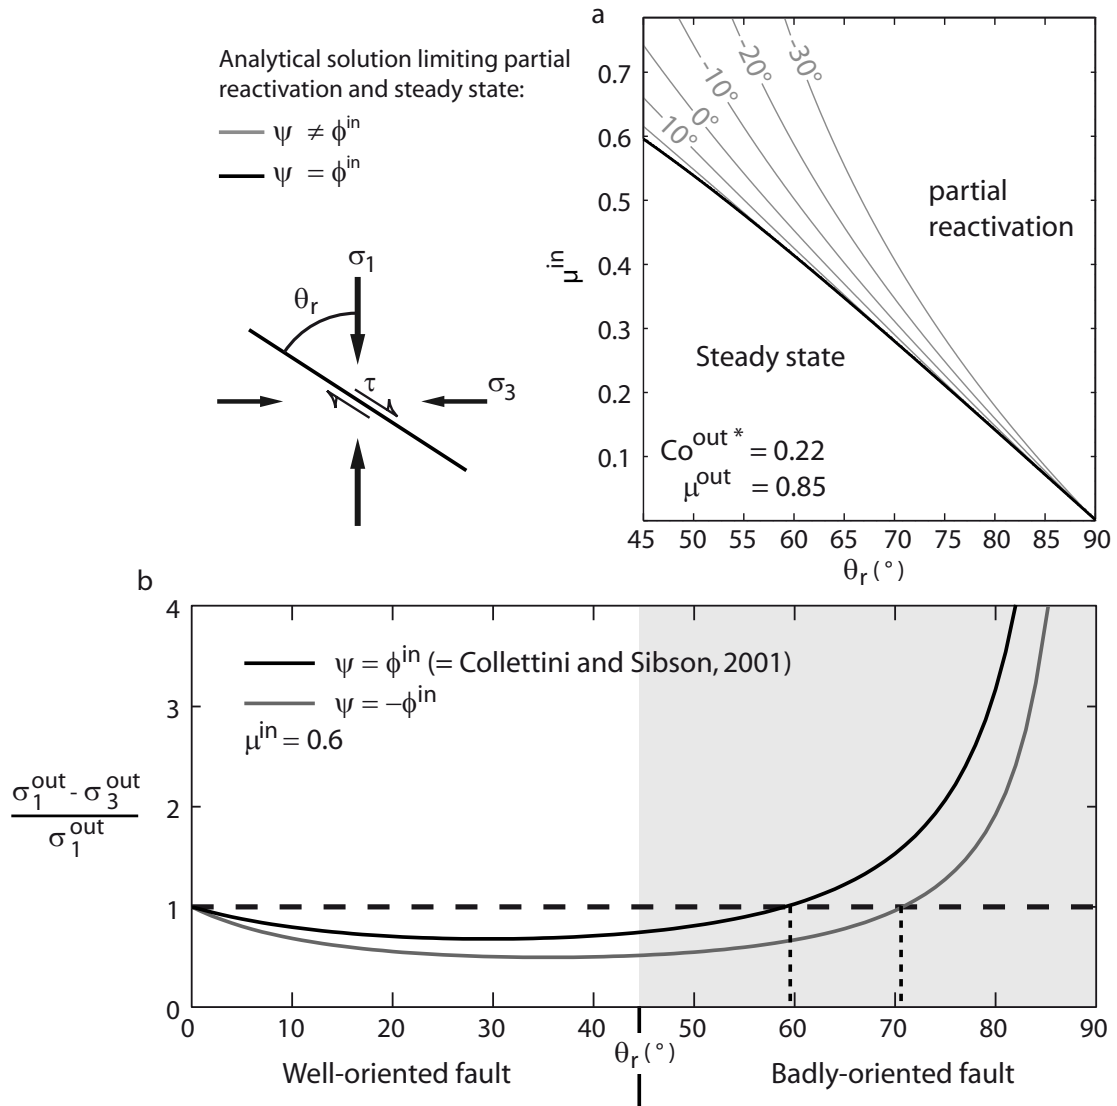 a
Analytical solution limiting partial
reactivation and steady state:
ψ ≠ ϕ^in
ψ = ϕ^in
σ1
θr
τ
σ3
0.7
0.6
0.5
0.4
0.3
0.2
0.1
μ^in
10°
0°
-10°
-20°
-30°
partial
reactivation
Steady state
Co^out * = 0.22
μ^out = 0.85
45 50 55 60 65 70 75 80 85 90
θr (°)
b
4
3
2
1
0
ψ = ϕ^in (= Collettini and Sibson, 2001)
ψ = −ϕ^in
μ^in = 0.6
σ1^out - σ3^out
σ1^out
0 10 20 30 40 50 60 70 80 90
θr (°)
Well-oriented fault
Badly-oriented fault